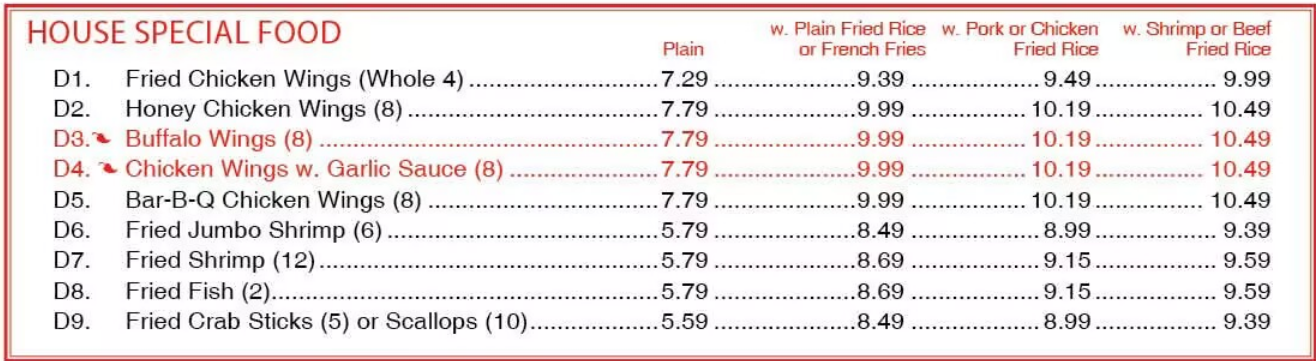 HOUSE SPECIAL FOOD
Plain
w. Plain Fried Rice or French Fries
w. Pork or Chicken Fried Rice
w. Shrimp or Beef Fried Rice
D1. Fried Chicken Wings (Whole 4) 7.29 9.39 9.49 9.99
D2. Honey Chicken Wings (8) 7.79 9.99 10.19 10.49
D3. Buffalo Wings (8) 7.79 9.99 10.19 10.49
D4. Chicken Wings w. Garlic Sauce (8) 7.79 9.99 10.19 10.49
D5. Bar-B-Q Chicken Wings (8) 7.79 9.99 10.19 10.49
D6. Fried Jumbo Shrimp (6) 5.79 8.49 8.99 9.39
D7. Fried Shrimp (12) 5.79 8.69 9.15 9.59
D8. Fried Fish (2) 5.79 8.69 9.15 9.59
D9. Fried Crab Sticks (5) or Scallops (10) 5.59 8.49 8.99 9.39